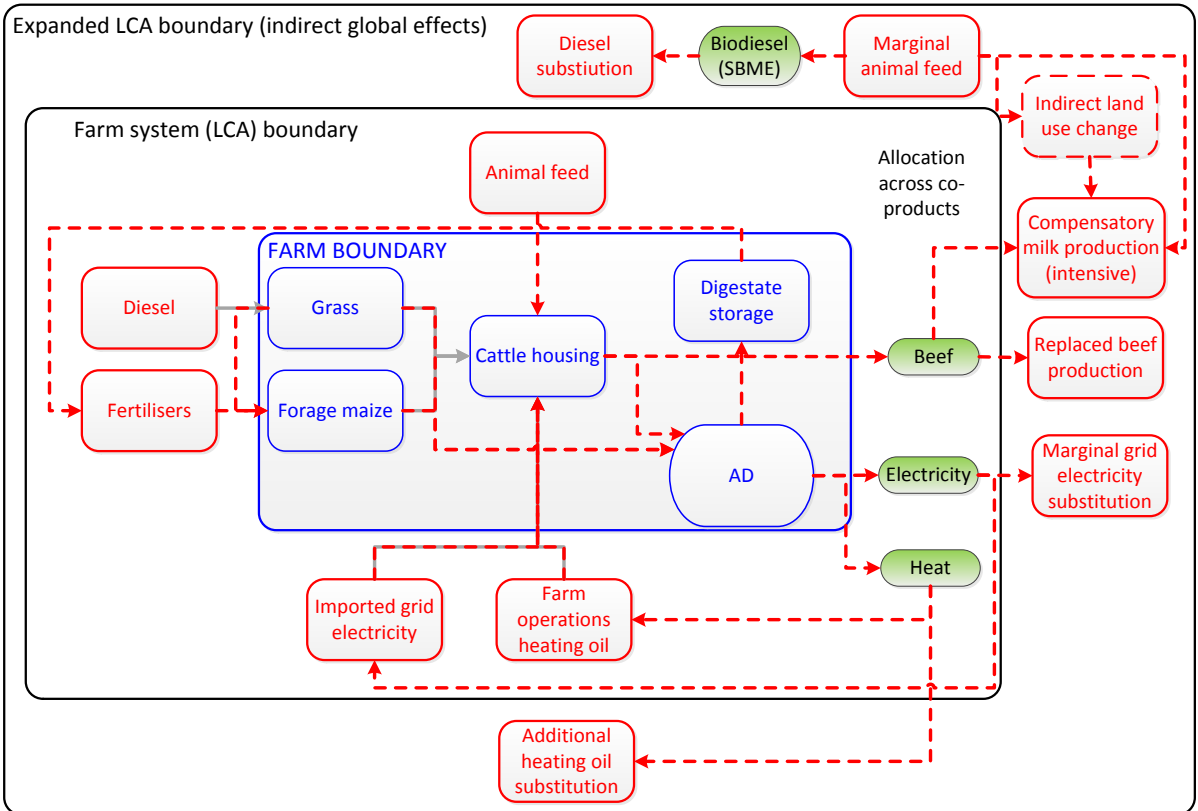 Expanded LCA boundary (indirect global effects)
Diesel
substiution
Biodiesel
(SBME)
Marginal
animal feed
Indirect land
use change
Farm system (LCA) boundary
Animal feed
Allocation
across co-
products
Compensatory
milk production
(intensive)
FARM BOUNDARY
Diesel
Grass
Digestate
storage
Cattle housing
Beef
Replaced beef
production
Fertilisers
Forage maize
AD
Electricity
Marginal grid
electricity
substitution
Heat
Imported grid
electricity
Farm
operations
heating oil
Additional
heating oil
substitution